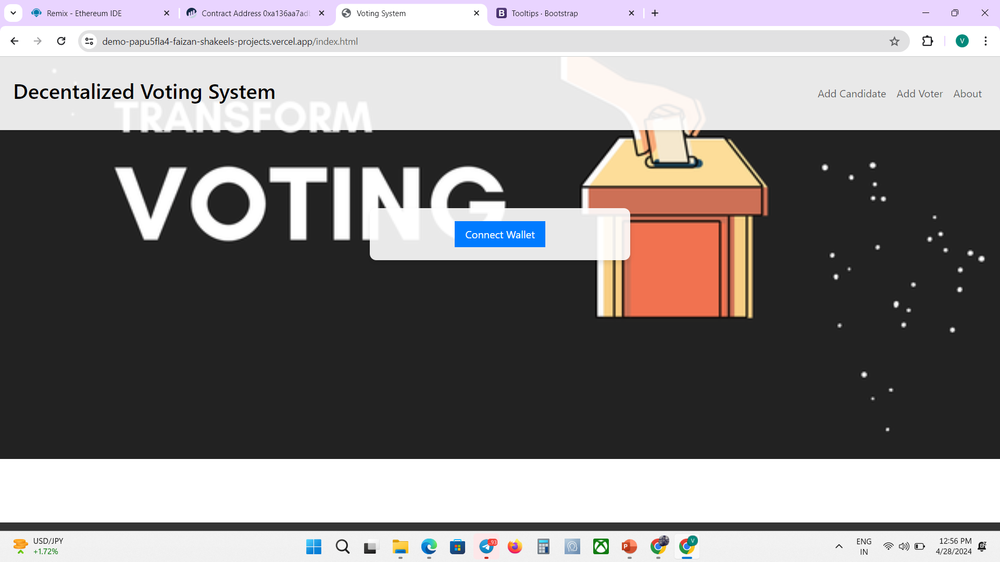 Remix - Ethereum IDE
Contract Address 0xa136aa7ad
Voting System
Tooltips · Bootstrap
demo-papu5fla4-faizan-shakeels-projects.vercel.app/index.html
V
Decentalized Voting System
Add Candidate
Add Voter
About
TRANSFORM
VOTING
Connect Wallet
USD/JPY
+1.72%
..93
V
ENG
IN
12:56 PM
4/28/2024